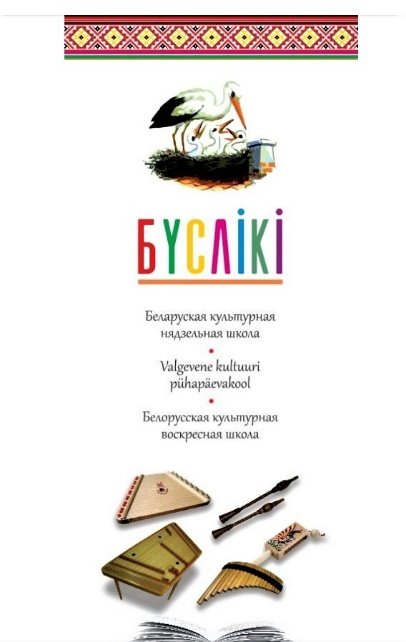 БУСЛІКІ
Беларуская культурная
нядзельная школа
Valgevene kultuuri
pühapäevakool
Белорусская культурная
воскресная школа